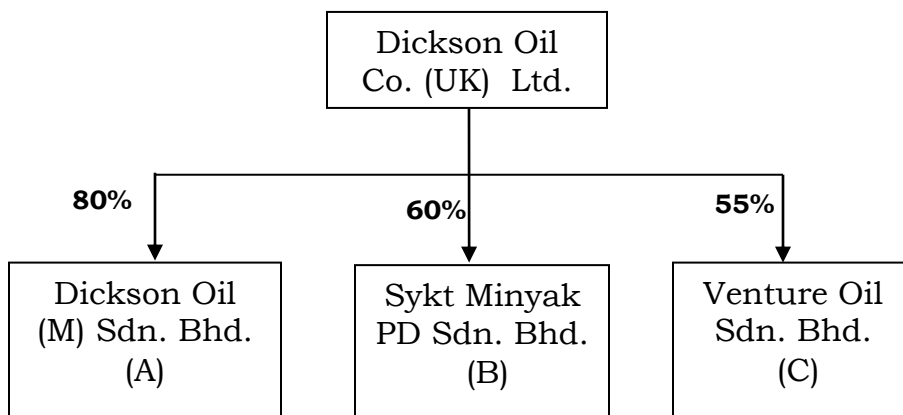 Dickson Oil
Co. (UK) Ltd.
80%
60%
55%
Dickson Oil
(M) Sdn. Bhd.
(A)
Sykt Minyak
PD Sdn. Bhd.
(B)
Venture Oil
Sdn. Bhd.
(C)